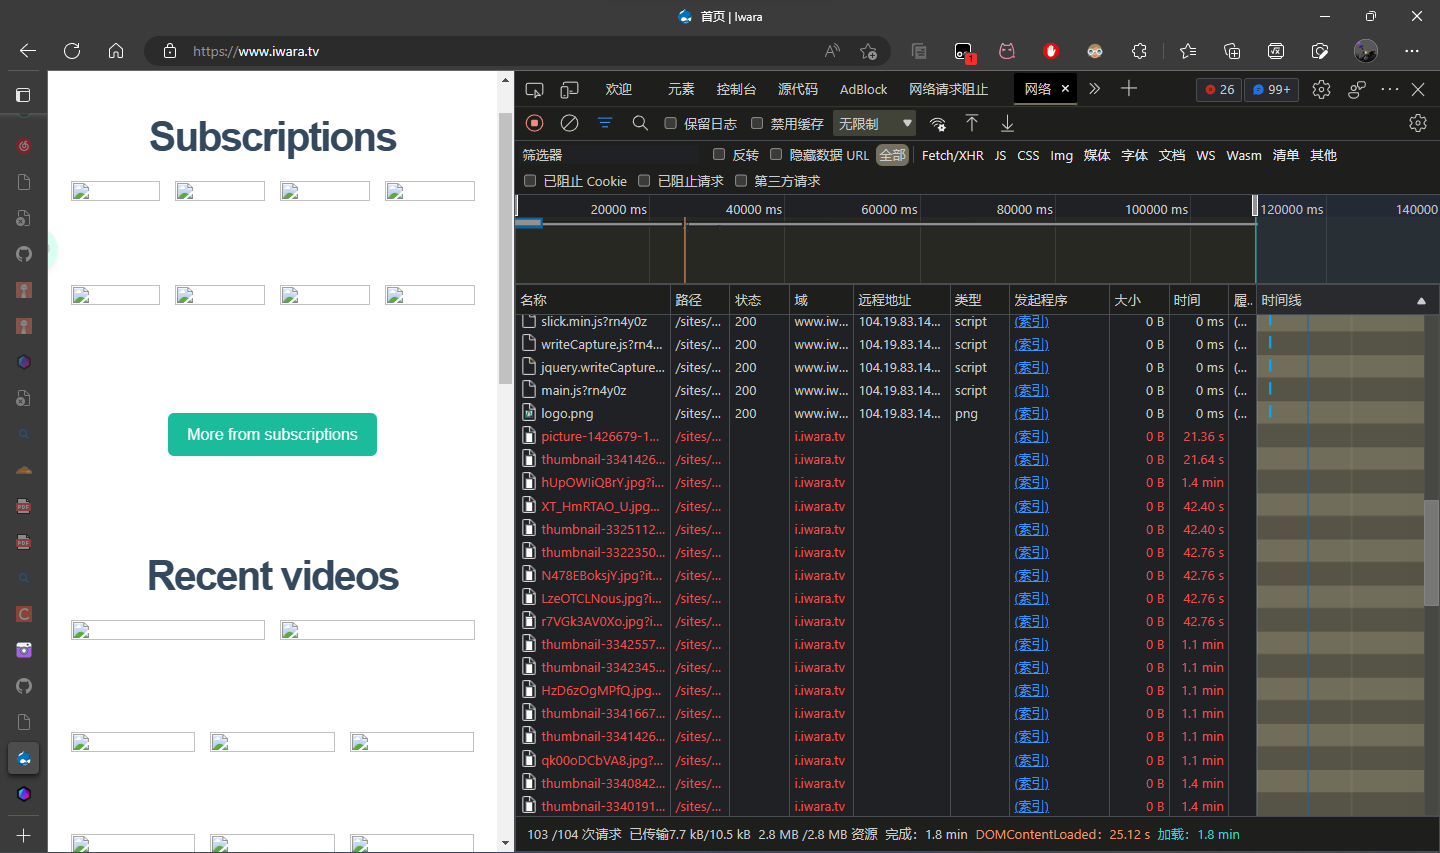 首页 | Iwara
https://www.iwara.tv
1
欢迎 元素 控制台 源代码 AdBlock 网络请求阻止 网络 26 99+
保留日志 禁用缓存 无限制
筛选器 反转 隐藏数据 URL 全部 Fetch/XHR JS CSS Img 媒体 字体 文档 WS Wasm 清单 其他
已阻止 Cookie 已阻止请求 第三方请求
20000 ms 40000 ms 60000 ms 80000 ms 100000 ms 120000 ms 140000
名称 路径 状态 域 远程地址 类型 发起程序 大小 时间 履.. 时间线
slick.min.js?rn4y0z /sites/... 200 www.iw... 104.19.83.14... script (索引) 0 B 0 ms (...
writeCapture.js?rn4... /sites/... 200 www.iw... 104.19.83.14... script (索引) 0 B 0 ms (...
jquery.writeCapture... /sites/... 200 www.iw... 104.19.83.14... script (索引) 0 B 0 ms (...
main.js?rn4y0z /sites/... 200 www.iw... 104.19.83.14... script (索引) 0 B 0 ms (...
logo.png /sites/... 200 www.iw... 104.19.83.14... png (索引) 0 B 0 ms (...
picture-1426679-1... /sites/... i.iwara.tv (索引) 0 B 21.36 s
thumbnail-3341426... /sites/... i.iwara.tv (索引) 0 B 21.64 s
hUpOWIiQBrY.jpg?i... /sites/... i.iwara.tv (索引) 0 B 1.4 min
XT_HmRTAO_U.jpg... /sites/... i.iwara.tv (索引) 0 B 42.40 s
thumbnail-3325112... /sites/... i.iwara.tv (索引) 0 B 42.40 s
thumbnail-3322350... /sites/... i.iwara.tv (索引) 0 B 42.76 s
N478EBoksjY.jpg?it... /sites/... i.iwara.tv (索引) 0 B 42.76 s
LzeOTCLNous.jpg?i... /sites/... i.iwara.tv (索引) 0 B 42.76 s
r7VGk3AV0Xo.jpg?i... /sites/... i.iwara.tv (索引) 0 B 42.76 s
thumbnail-3342557... /sites/... i.iwara.tv (索引) 0 B 1.1 min
thumbnail-3342345... /sites/... i.iwara.tv (索引) 0 B 1.1 min
HzD6zOgMPfQ.jpg... /sites/... i.iwara.tv (索引) 0 B 1.1 min
thumbnail-3341667... /sites/... i.iwara.tv (索引) 0 B 1.1 min
thumbnail-3341426... /sites/... i.iwara.tv (索引) 0 B 1.1 min
qk00oDCbVA8.jpg?... /sites/... i.iwara.tv (索引) 0 B 1.1 min
thumbnail-3340842... /sites/... i.iwara.tv (索引) 0 B 1.4 min
thumbnail-3340191... /sites/... i.iwara.tv (索引) 0 B 1.4 min
103 /104 次请求 已传输7.7 kB/10.5 kB 2.8 MB /2.8 MB 资源 完成: 1.8 min DOMContentLoaded: 25.12 s 加载: 1.8 min
Subscriptions
More from subscriptions
Recent videos